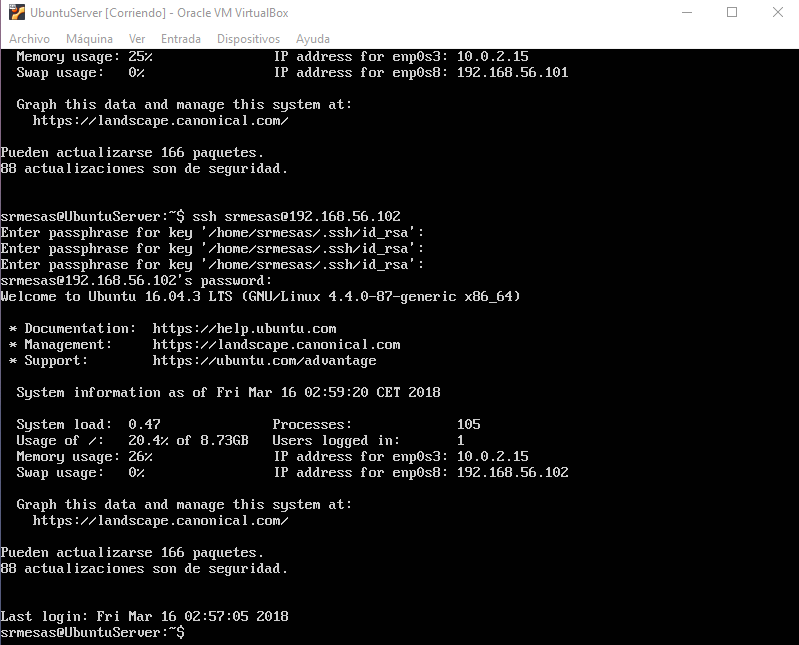 UbuntuServer [Corriendo] - Oracle VM VirtualBox
Archivo Máquina Ver Entrada Dispositivos Ayuda
Memory usage: 25% IP address for enp0s3: 10.0.2.15
Swap usage: 0% IP address for enp0s8: 192.168.56.101
Graph this data and manage this system at:
https://landscape.canonical.com/
Pueden actualizarse 166 paquetes.
88 actualizaciones son de seguridad.
srmesas@UbuntuServer:~$ ssh srmesas@192.168.56.102
Enter passphrase for key '/home/srmesas/.ssh/id_rsa':
Enter passphrase for key '/home/srmesas/.ssh/id_rsa':
Enter passphrase for key '/home/srmesas/.ssh/id_rsa':
srmesas@192.168.56.102's password:
Welcome to Ubuntu 16.04.3 LTS (GNU/Linux 4.4.0-87-generic x86_64)
* Documentation: https://help.ubuntu.com
* Management: https://landscape.canonical.com
* Support: https://ubuntu.com/advantage
System information as of Fri Mar 16 02:59:20 CET 2018
System load: 0.47 Processes: 105
Usage of /: 20.4% of 8.73GB Users logged in: 1
Memory usage: 26% IP address for enp0s3: 10.0.2.15
Swap usage: 0% IP address for enp0s8: 192.168.56.102
Graph this data and manage this system at:
https://landscape.canonical.com/
Pueden actualizarse 166 paquetes.
88 actualizaciones son de seguridad.
Last login: Fri Mar 16 02:57:05 2018
srmesas@UbuntuServer:~$